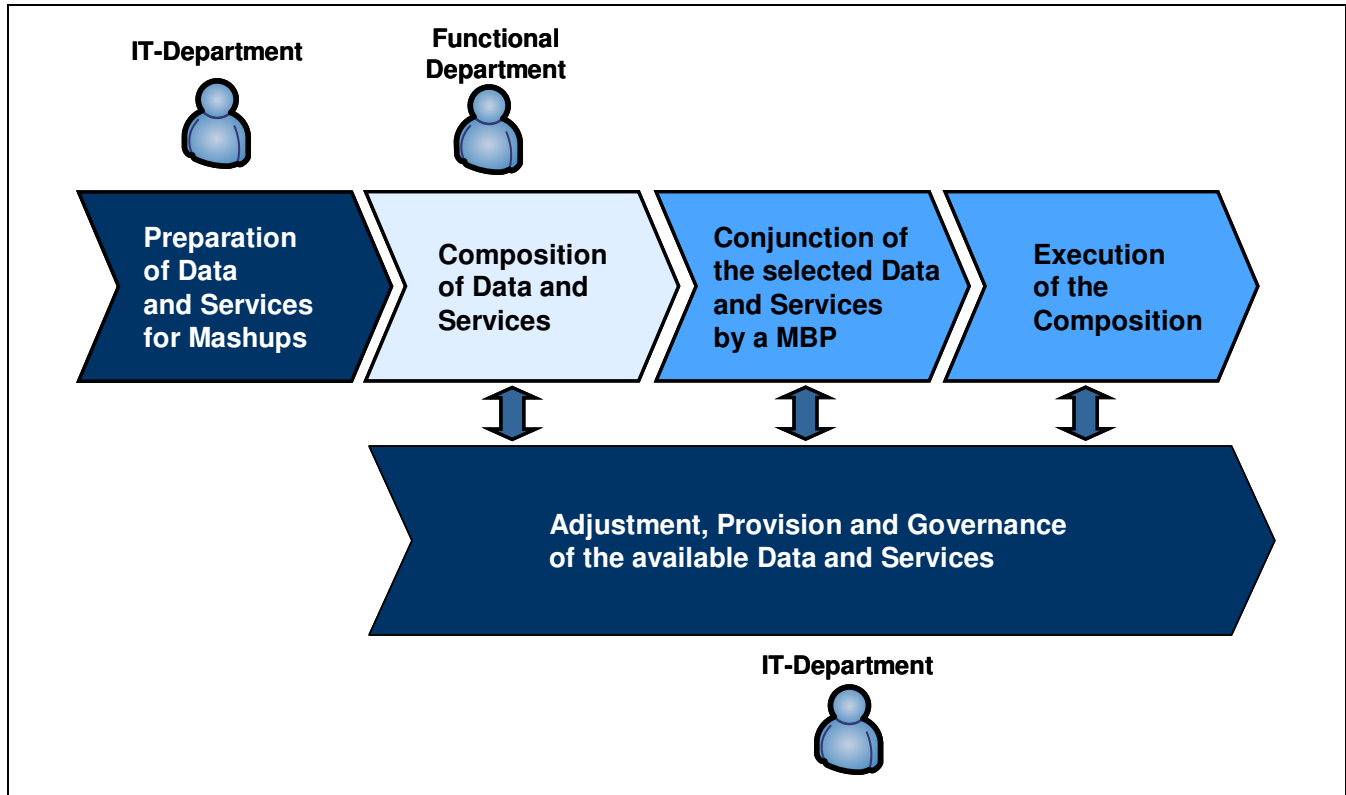 IT-Department
Functional
Department
Preparation
of Data
and Services
for Mashups
Composition
of Data and
Services
Conjunction of
the selected Data
and Services
by a MBP
Execution
of the
Composition
Adjustment, Provision and Governance
of the available Data and Services
IT-Department